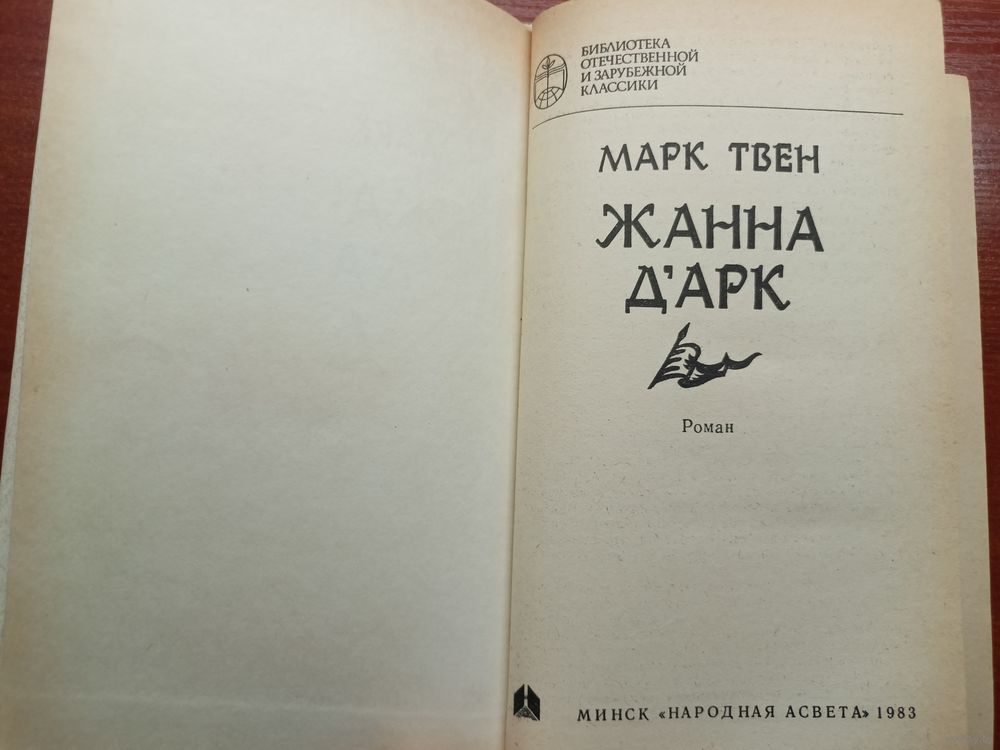 БИБЛИОТЕКА
ОТЕЧЕСТВЕННОЙ
И ЗАРУБЕЖНОЙ
КЛАССИКИ
МАРК ТВЕН
ЖАННА
Д'АРК
Роман
МИНСК «НАРОДНАЯ АСВЕТА» 1983